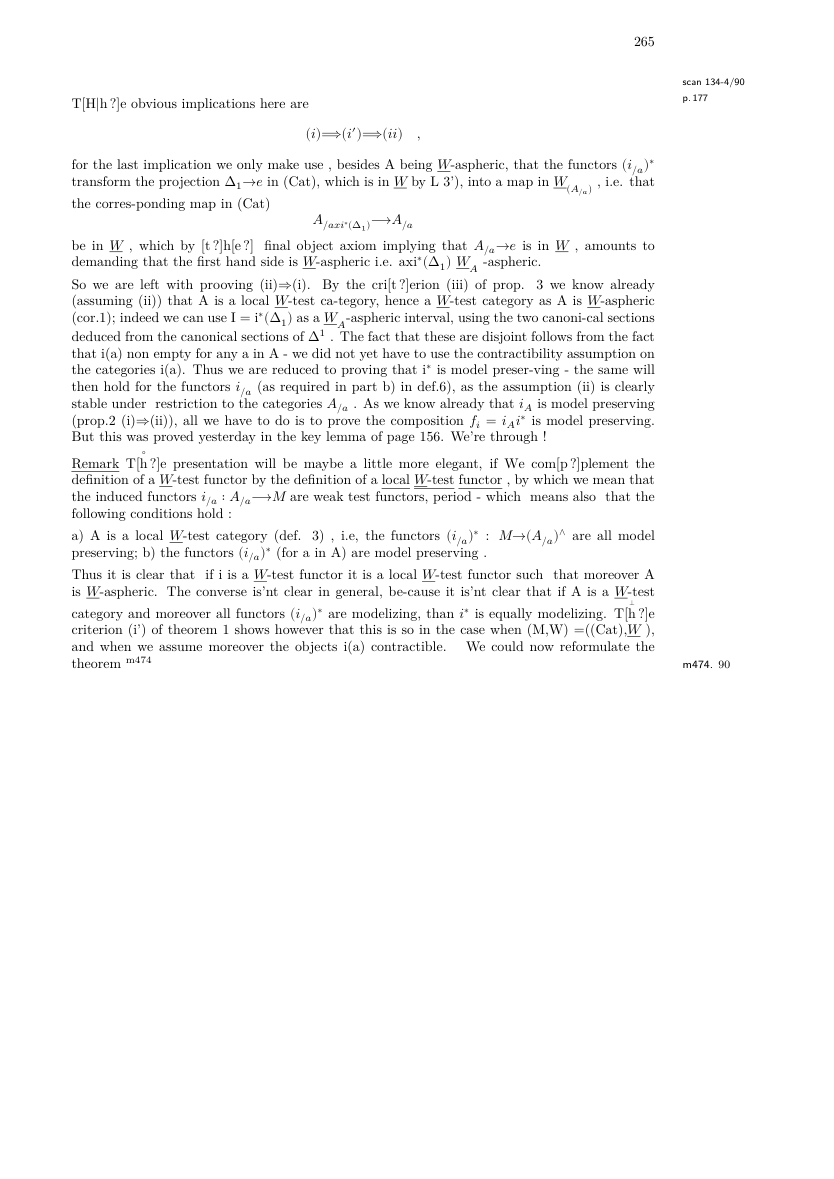 265
scan 134-4/90
p. 177
T[H|h ?]e obvious implications here are
(i)⟹(i′)⟹(ii) ,
for the last implication we only make use , besides A being W-aspheric, that the functors (i/a)*
transform the projection Δ1→e in (Cat), which is in W by L 3'), into a map in W(A/a) , i.e. that
the corres-ponding map in (Cat)
A/axi*(Δ1)⟶A/a
be in W , which by [t ?]h[e ?] final object axiom implying that A/a→e is in W , amounts to
demanding that the first hand side is W-aspheric i.e. axi*(Δ1) WA -aspheric.
So we are left with prooving (ii)⇒(i). By the cri[t ?]erion (iii) of prop. 3 we know already
(assuming (ii)) that A is a local W-test ca-tegory, hence a W-test category as A is W-aspheric
(cor.1); indeed we can use I = i*(Δ1) as a WA-aspheric interval, using the two canoni-cal sections
deduced from the canonical sections of Δ1 . The fact that these are disjoint follows from the fact
that i(a) non empty for any a in A - we did not yet have to use the contractibility assumption on
the categories i(a). Thus we are reduced to proving that i* is model preser-ving - the same will
then hold for the functors i/a (as required in part b) in def.6), as the assumption (ii) is clearly
stable under restriction to the categories A/a . As we know already that iA is model preserving
(prop.2 (i)⇒(ii)), all we have to do is to prove the composition fi = iAi* is model preserving.
But this was proved yesterday in the key lemma of page 156. We're through !
Remark T[h ?]e presentation will be maybe a little more elegant, if We com[p ?]plement the
definition of a W-test functor by the definition of a local W-test functor , by which we mean that
the induced functors i/a : A/a⟶M are weak test functors, period - which means also that the
following conditions hold :
a) A is a local W-test category (def. 3) , i.e, the functors (i/a)* : M→(A/a)^ are all model
preserving; b) the functors (i/a)* (for a in A) are model preserving .
Thus it is clear that if i is a W-test functor it is a local W-test functor such that moreover A
is W-aspheric. The converse is'nt clear in general, be-cause it is'nt clear that if A is a W-test
category and moreover all functors (i/a)* are modelizing, than i* is equally modelizing. T[h ?]e
criterion (i') of theorem 1 shows however that this is so in the case when (M,W) =((Cat),W ),
and when we assume moreover the objects i(a) contractible. We could now reformulate the
theorem m474
m474. 90